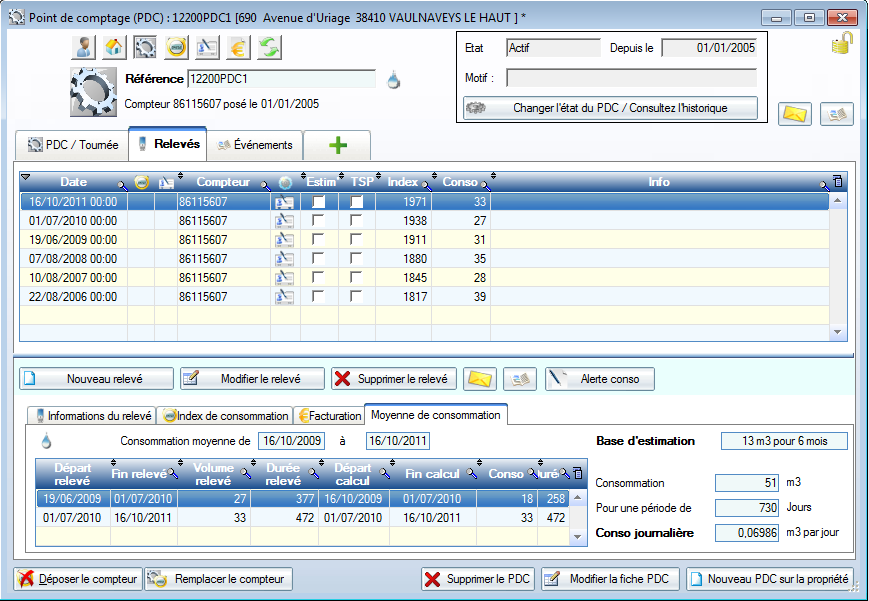 Point de comptage (PDC) : 12200PDC1 [690 Avenue d'Uriage 38410 VAULNAVEYS LE HAUT ] *
Référence 12200PDC1
Compteur 86115607 posé le 01/01/2005
Etat Actif Depuis le 01/01/2005
Motif :
Changer l'état du PDC / Consultez l'historique
PDC / Tournée Relevés Événements
Date Compteur Estim TSP Index Conso Info
16/10/2011 00:00 86115607 1971 33
01/07/2010 00:00 86115607 1938 27
19/06/2009 00:00 86115607 1911 31
07/08/2008 00:00 86115607 1880 35
10/08/2007 00:00 86115607 1845 28
22/08/2006 00:00 86115607 1817 39
Nouveau relevé Modifier le relevé Supprimer le relevé Alerte conso
Informations du relevé Index de consommation Facturation Moyenne de consommation
Consommation moyenne de 16/10/2009 à 16/10/2011
Départ relevé Fin relevé Volume relevé Durée relevé Départ calcul Fin calcul Conso uré
19/06/2009 01/07/2010 27 377 16/10/2009 01/07/2010 18 258
01/07/2010 16/10/2011 33 472 01/07/2010 16/10/2011 33 472
Base d'estimation 13 m3 pour 6 mois
Consommation 51 m3
Pour une période de 730 Jours
Conso journalière 0,06986 m3 par jour
Déposer le compteur Remplacer le compteur Supprimer le PDC Modifier la fiche PDC Nouveau PDC sur la propriété